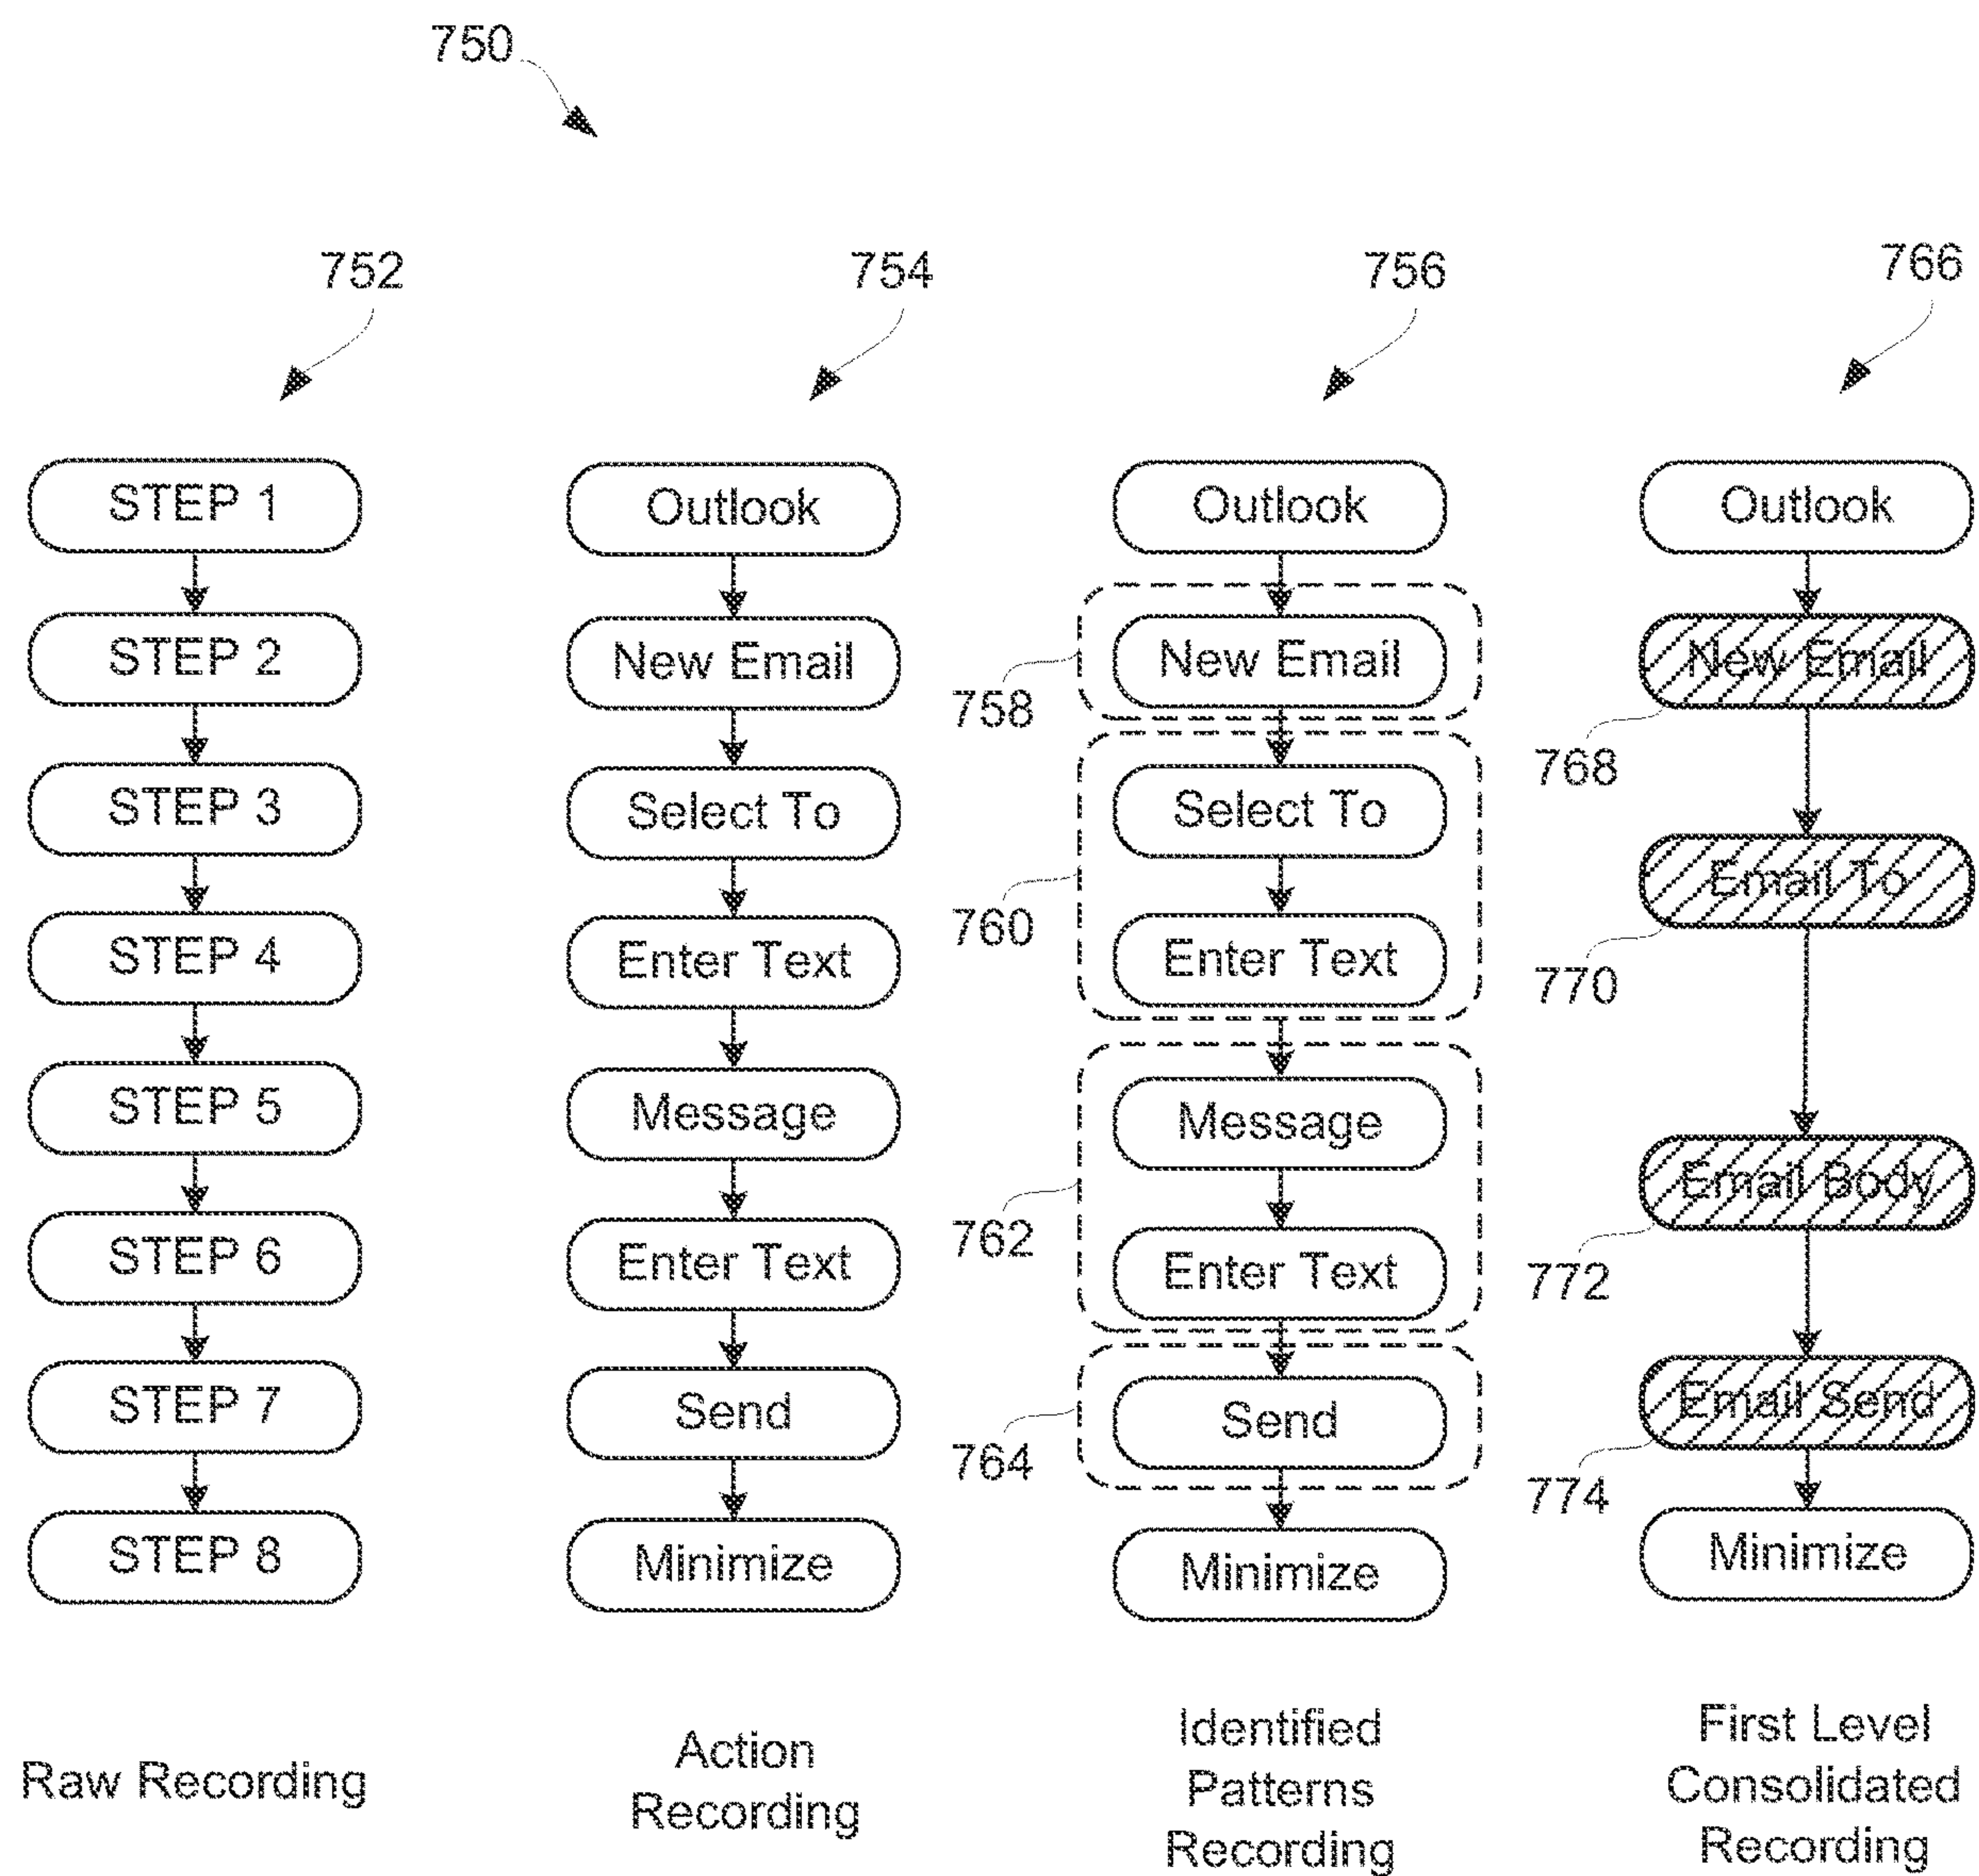 750
752
754
756
766
STEP 1
Outlook
Outlook
Outlook
STEP 2
New Email
New Email
New Email
758
768
STEP 3
Select To
Select To
Email To
STEP 4
Enter Text
760
Enter Text
770
STEP 5
Message
Message
Email Body
STEP 6
Enter Text
762
Enter Text
772
STEP 7
Send
Send
Email Send
764
774
STEP 8
Minimize
Minimize
Minimize
Raw Recording
Action
Recording
Identified
Patterns
Recording
First Level
Consolidated
Recording